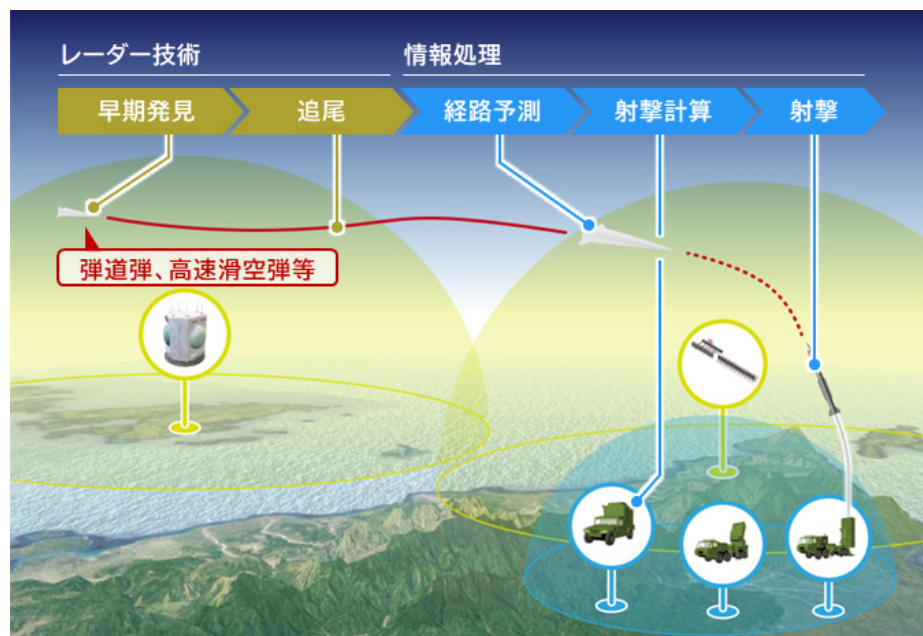 レーダー技術
情報処理
早期発見
追尾
経路予測
射撃計算
射撃
弾道弾、高速滑空弾等